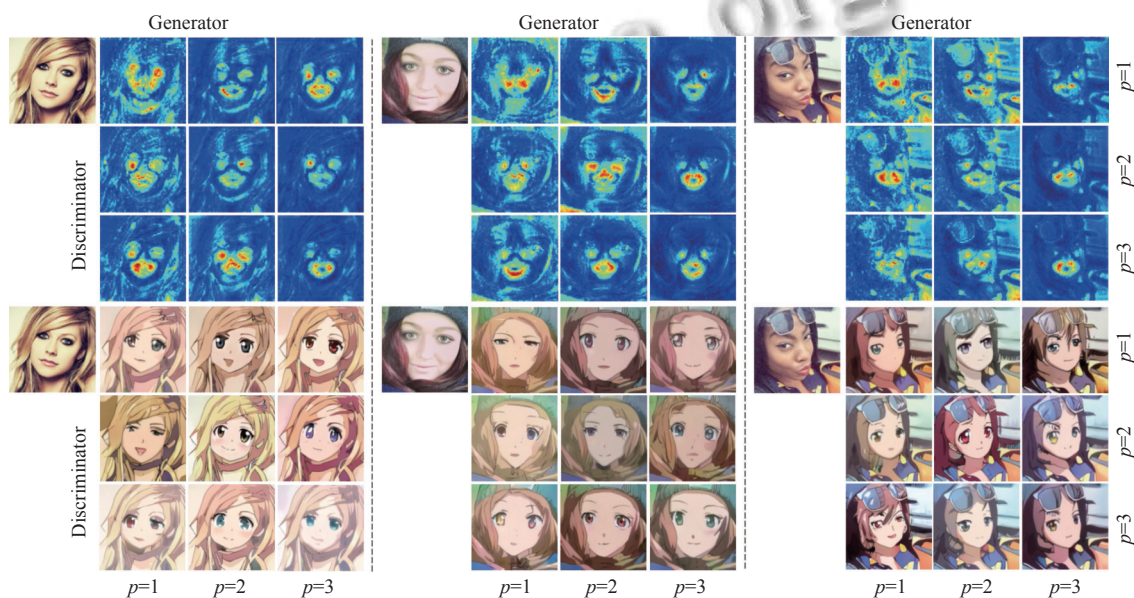 Generator Generator Generator
p=1
p=2
Discriminator
p=3
p=1
p=2
Discriminator
p=3
p=1 p=2 p=3 p=1 p=2 p=3 p=1 p=2 p=3